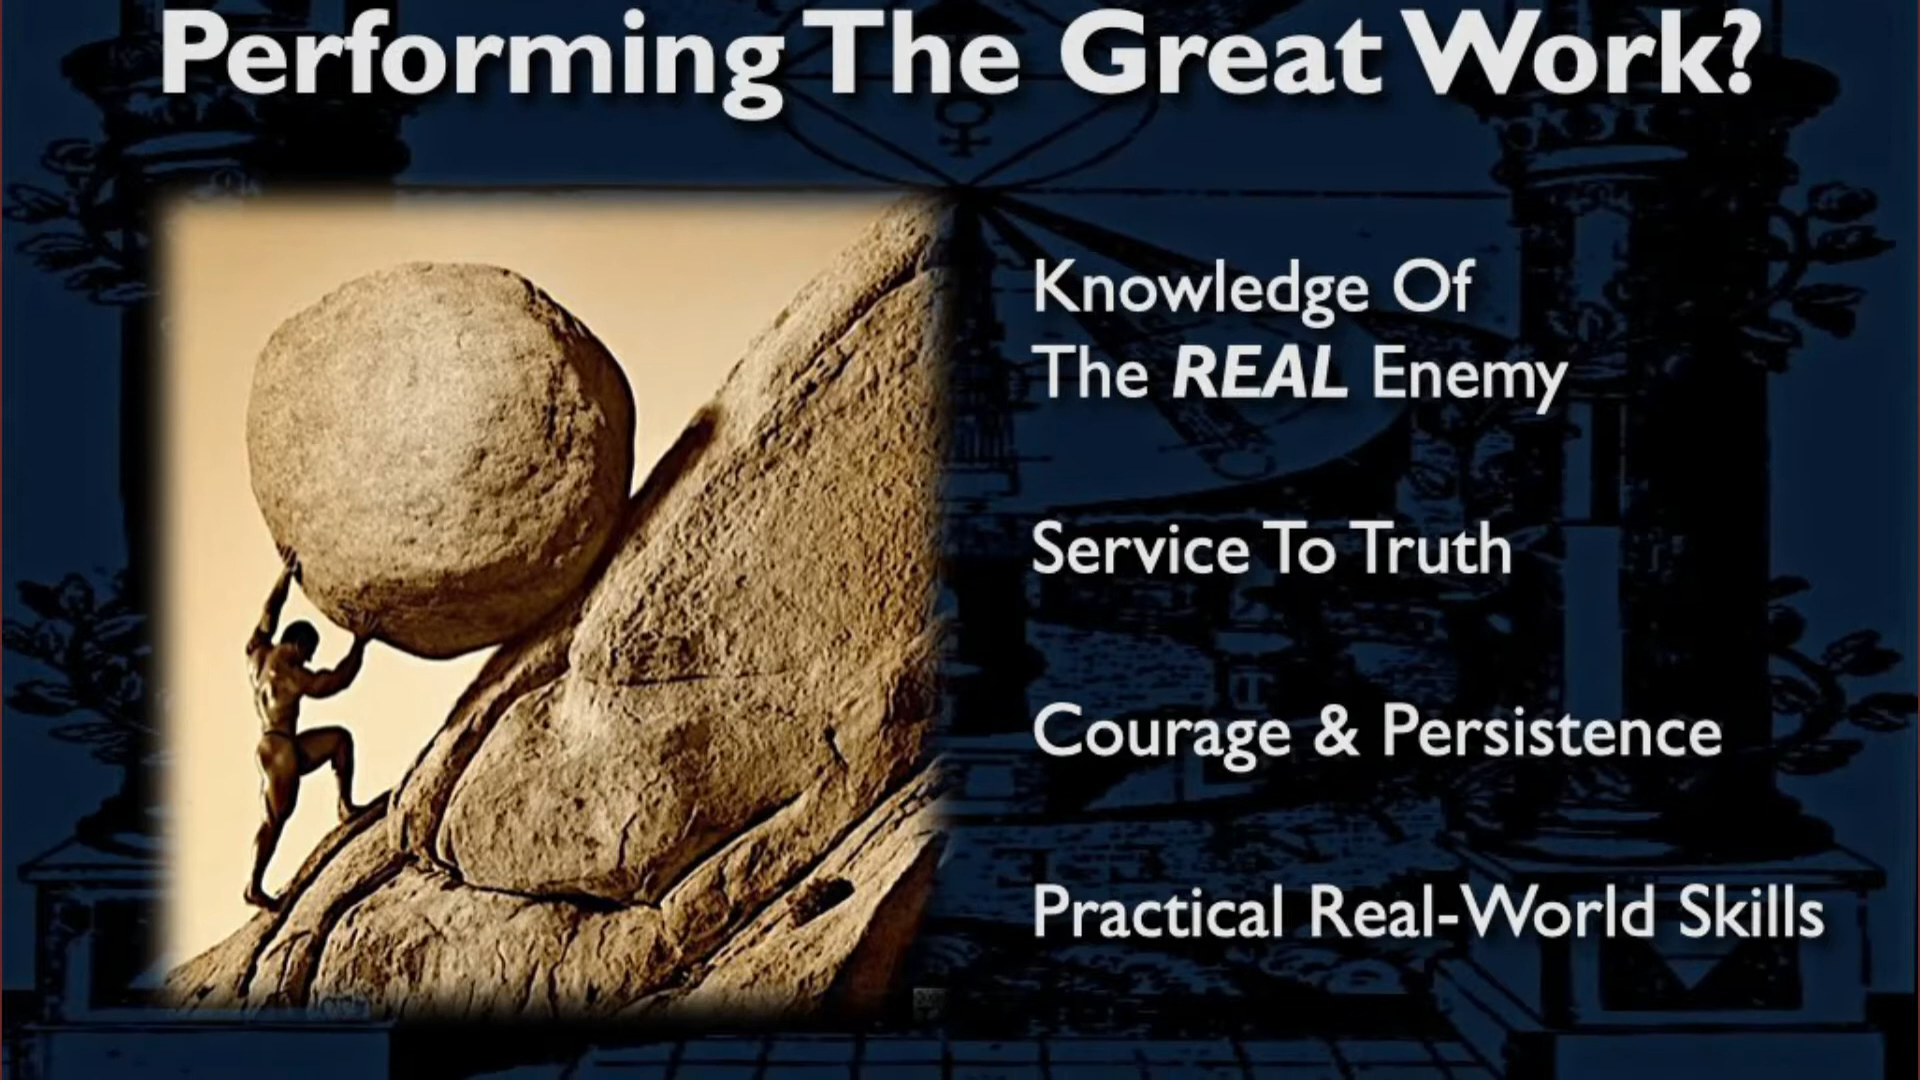 Performing The Great Work?
Knowledge Of
The REAL Enemy
Service To Truth
Courage & Persistence
Practical Real-World Skills